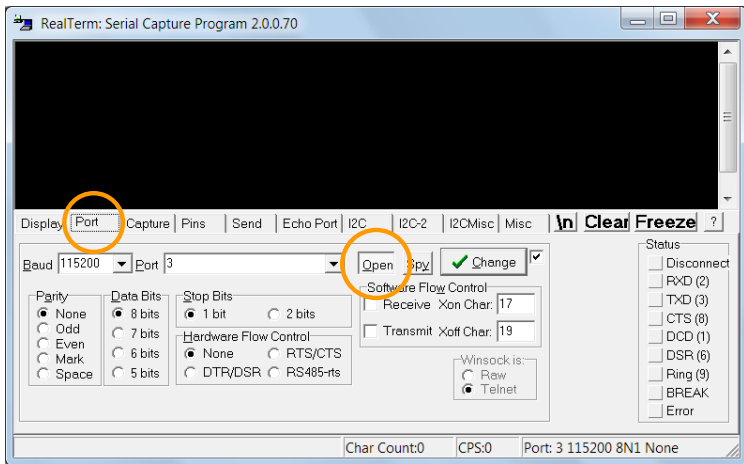 RealTerm: Serial Capture Program 2.0.0.70
Display Port Capture Pins Send Echo Port I2C I2C-2 I2CMisc Misc \n Clear Freeze ?
Baud 115200 Port 3 Open Spy Change
Parity
None
Odd
Even
Mark
Space
Data Bits
8 bits
7 bits
6 bits
5 bits
Stop Bits
1 bit 2 bits
Hardware Flow Control
None RTS/CTS
DTR/DSR RS485-rts
Software Flow Control
Receive Xon Char: 17
Transmit Xoff Char: 19
Winsock is:
Raw
Telnet
Status
Disconnect
RXD (2)
TXD (3)
CTS (8)
DCD (1)
DSR (6)
Ring (9)
BREAK
Error
Char Count:0 CPS:0 Port: 3 115200 8N1 None